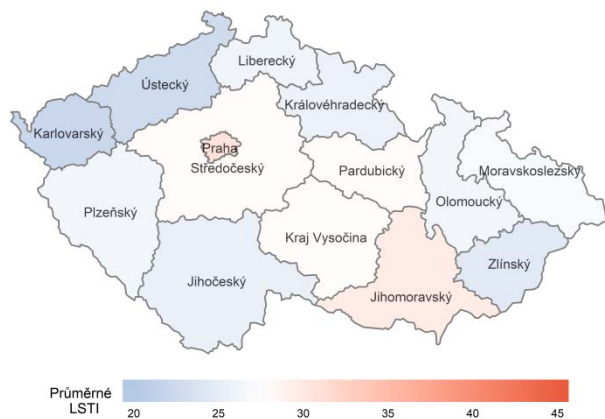 Liberecký
Ústecký
Královéhradecký
Karlovarský
Praha
Středočeský
Pardubický
Moravskoslezský
Olomoucký
Plzeňský
Kraj Vysočina
Zlínský
Jihočeský
Jihomoravský
Průměrné
LSTI
20 25 30 35 40 45